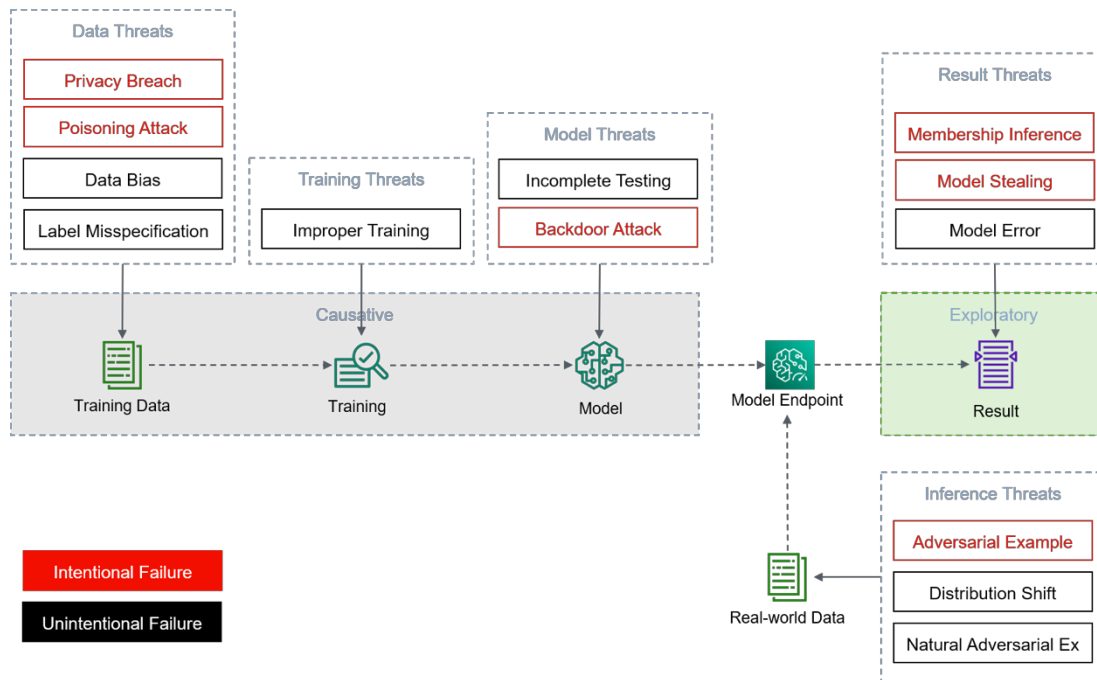 Data Threats
Privacy Breach
Poisoning Attack
Data Bias
Label Misspecification
Training Threats
Improper Training
Model Threats
Incomplete Testing
Backdoor Attack
Result Threats
Membership Inference
Model Stealing
Model Error
Causative
Exploratory
Training Data
Training
Model
Model Endpoint
Result
Inference Threats
Adversarial Example
Distribution Shift
Natural Adversarial Ex
Real-world Data
Intentional Failure
Unintentional Failure